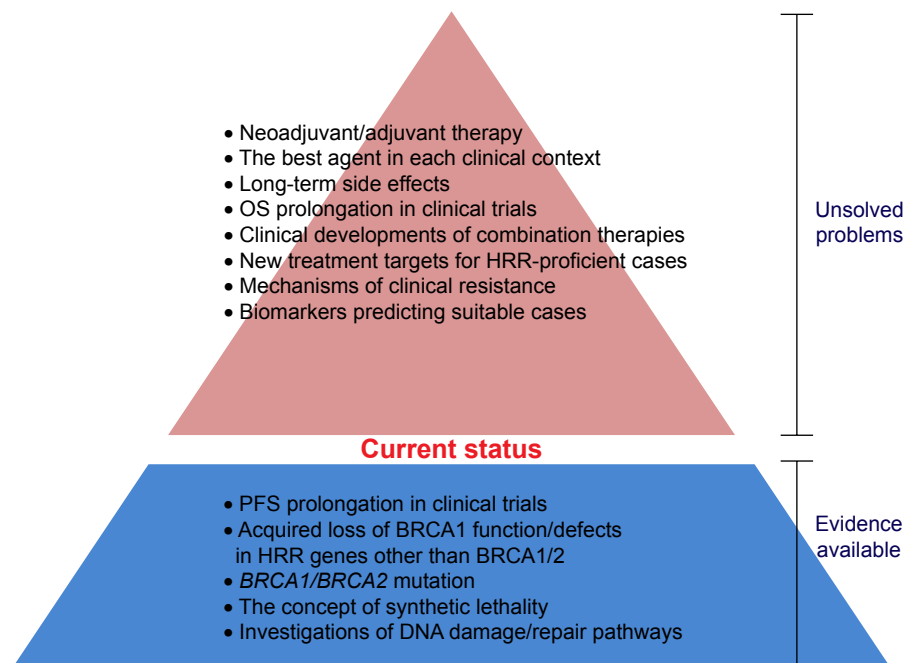 • Neoadjuvant/adjuvant therapy
• The best agent in each clinical context
• Long-term side effects
• OS prolongation in clinical trials
• Clinical developments of combination therapies
• New treatment targets for HRR-proficient cases
• Mechanisms of clinical resistance
• Biomarkers predicting suitable cases
Unsolved
problems
Current status
• PFS prolongation in clinical trials
• Acquired loss of BRCA1 function/defects
in HRR genes other than BRCA1/2
• BRCA1/BRCA2 mutation
• The concept of synthetic lethality
• Investigations of DNA damage/repair pathways
Evidence
available